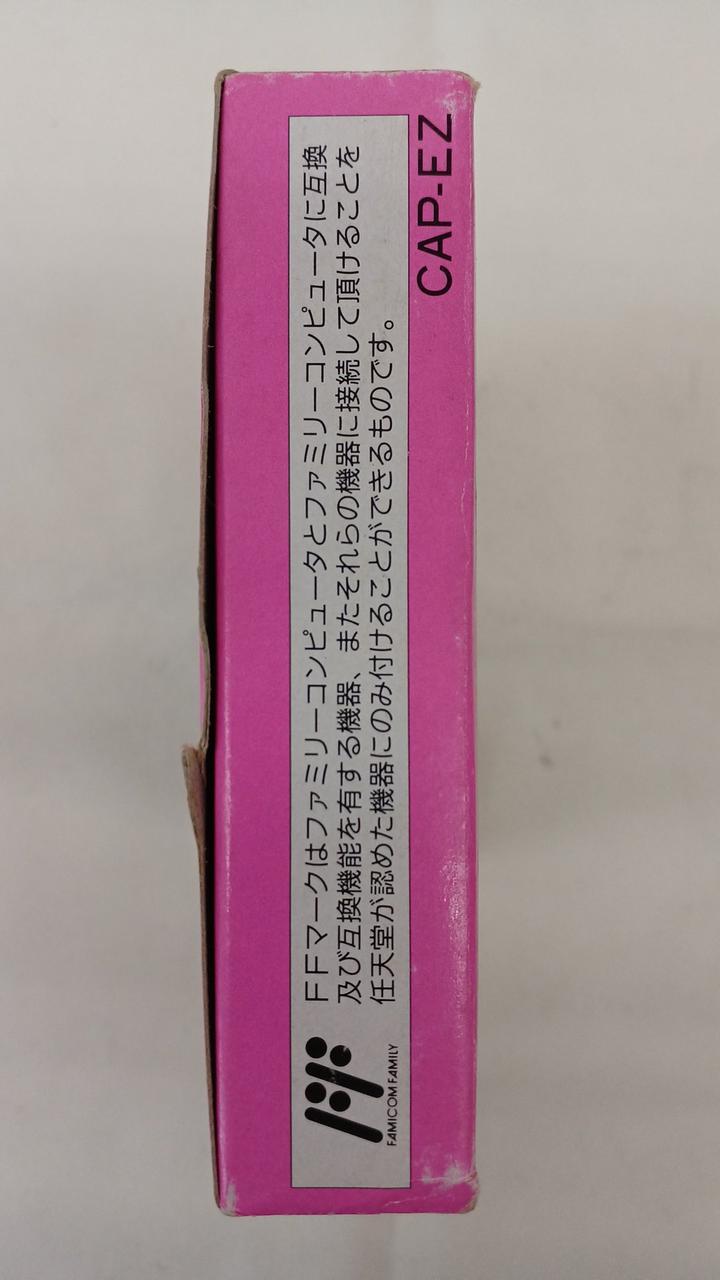 FFマークはファミリーコンピュータとファミリーコンピュータに互換
及び互換機能を有する機器、またそれらの機器に接続して頂けることを
任天堂が認めた機器にのみ付けることができるものです。
FAMICOM FAMILY
CAP-EZ